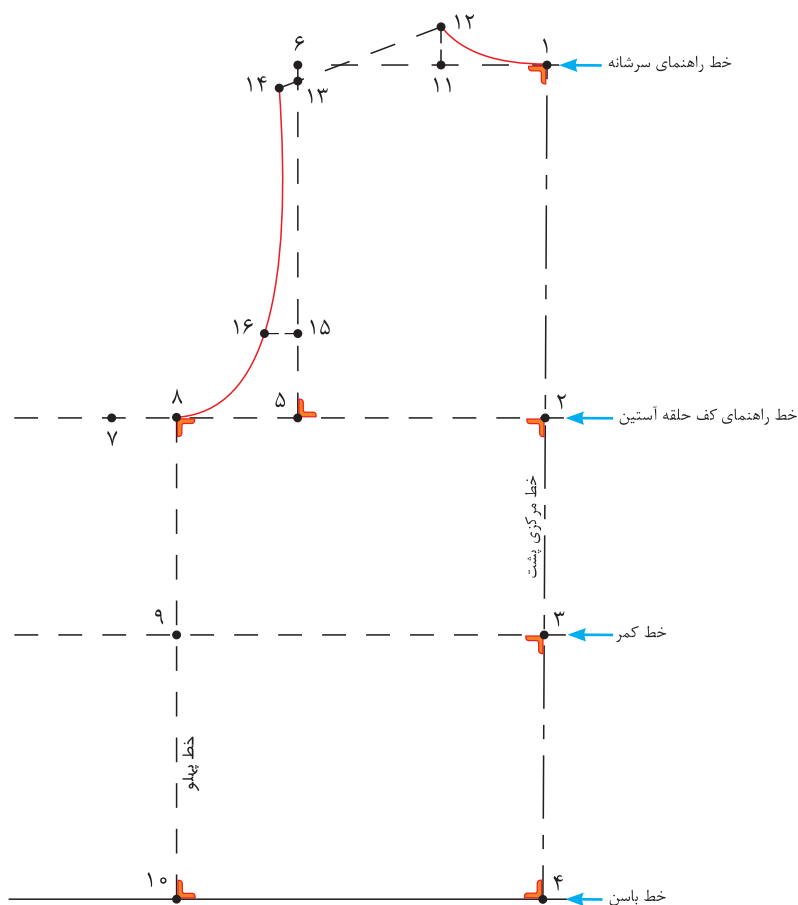 ۱۲
۱
خط راهنمای سرشانه
۶
۱۱
۱۴
۱۳
۱۶
۱۵
۸
۵
۲
خط راهنمای کف حلقه آستین
۷
خط مرکزی پشت
۹
۳
خط کمر
خط پهلو
۱۰
۴
خط باسن